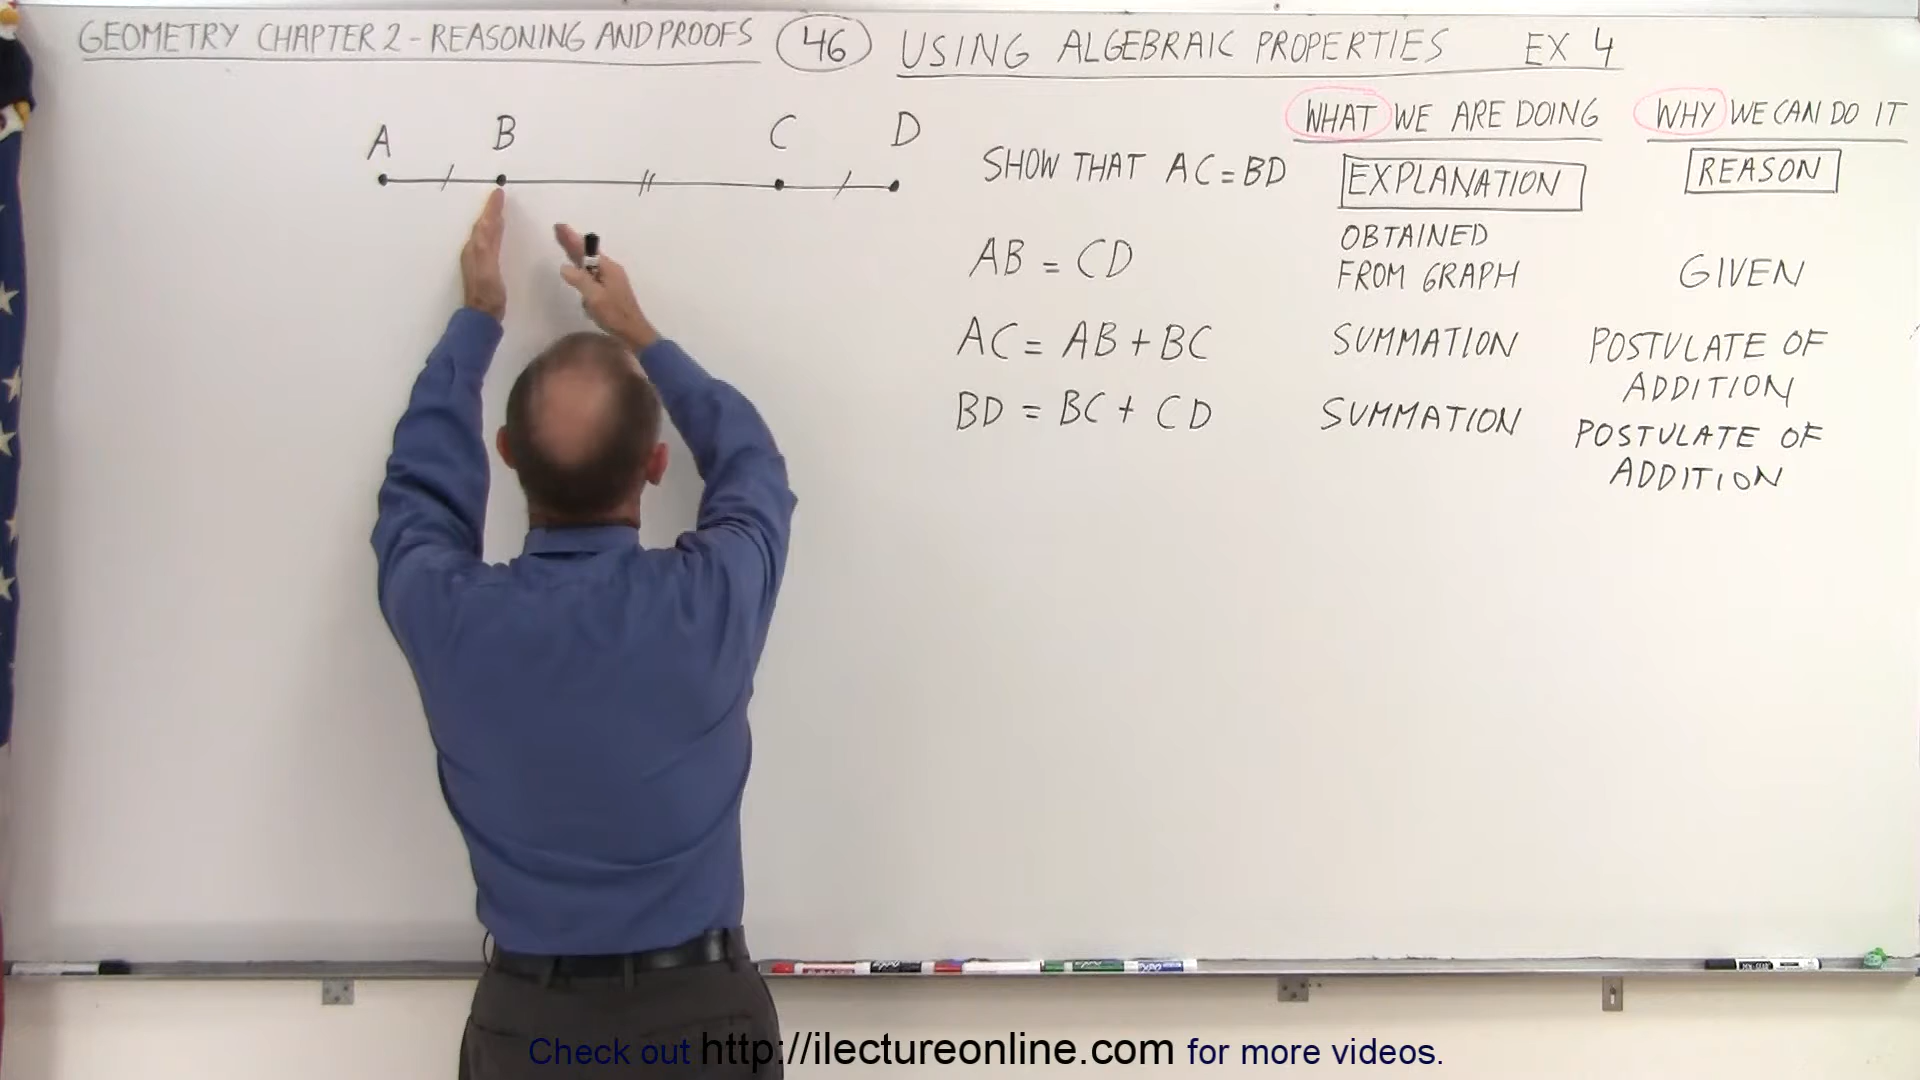 GEOMETRY CHAPTER 2 - REASONING AND PROOFS 46 USING ALGEBRAIC PROPERTIES EX 4
WHAT WE ARE DOING WHY WE CAN DO IT
A B C D
SHOW THAT AC = BD EXPLANATION REASON
AB = CD OBTAINED FROM GRAPH GIVEN
AC = AB + BC SUMMATION POSTULATE OF ADDITION
BD = BC + CD SUMMATION POSTULATE OF ADDITION
Check out http://ilectureonline.com for more videos.